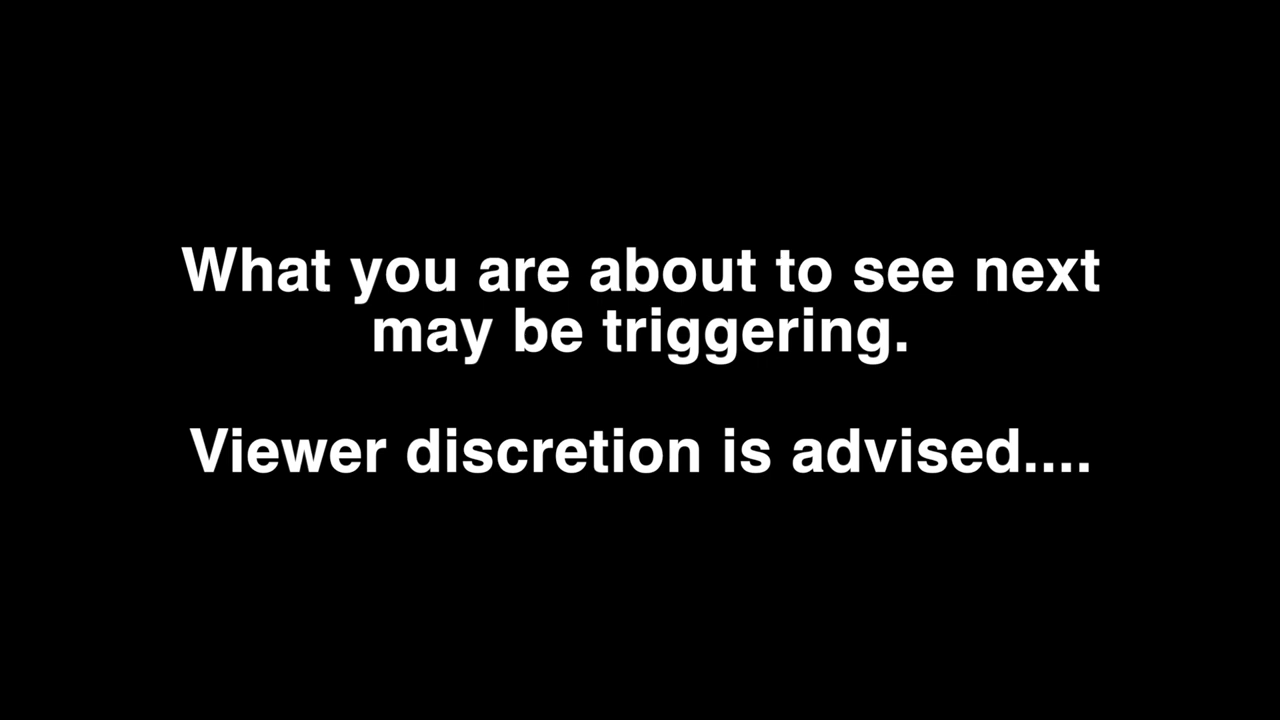 What you are about to see next
may be triggering.
Viewer discretion is advised....